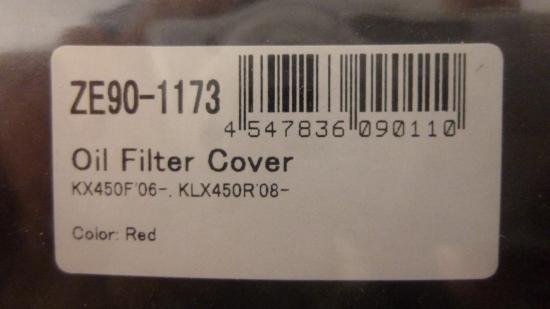 ZE90-1173
4 547836 090110
Oil Filter Cover
KX450F'06-, KLX450R'08-
Color: Red